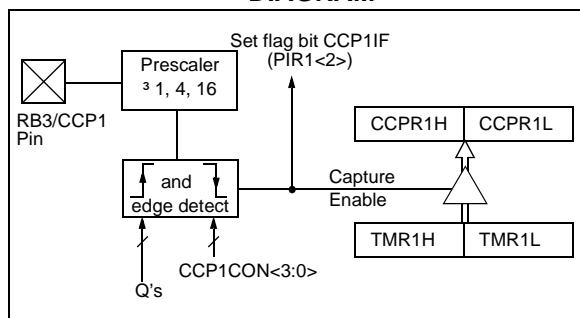 DIAGRAM
Set flag bit CCP1IF
(PIR1<2>)
Prescaler
³ 1, 4, 16
RB3/CCP1
Pin
CCPR1H
CCPR1L
and
edge detect
Capture
Enable
TMR1H
TMR1L
CCP1CON<3:0>
Q's